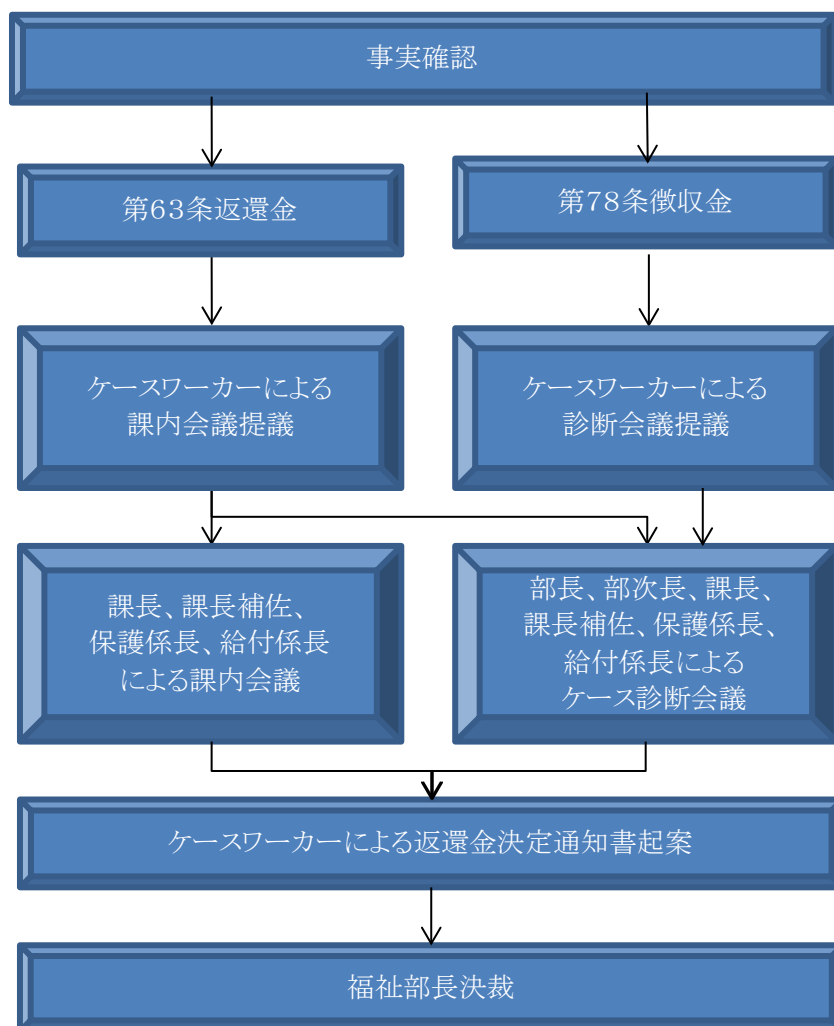 事実確認
第63条返還金
第78条徴収金
ケースワーカーによる
課内会議提議
ケースワーカーによる
診断会議提議
課長、課長補佐、
保護係長、給付係長
による課内会議
部長、部次長、課長、
課長補佐、保護係長、
給付係長による
ケース診断会議
ケースワーカーによる返還金決定通知書起案
福祉部長決裁